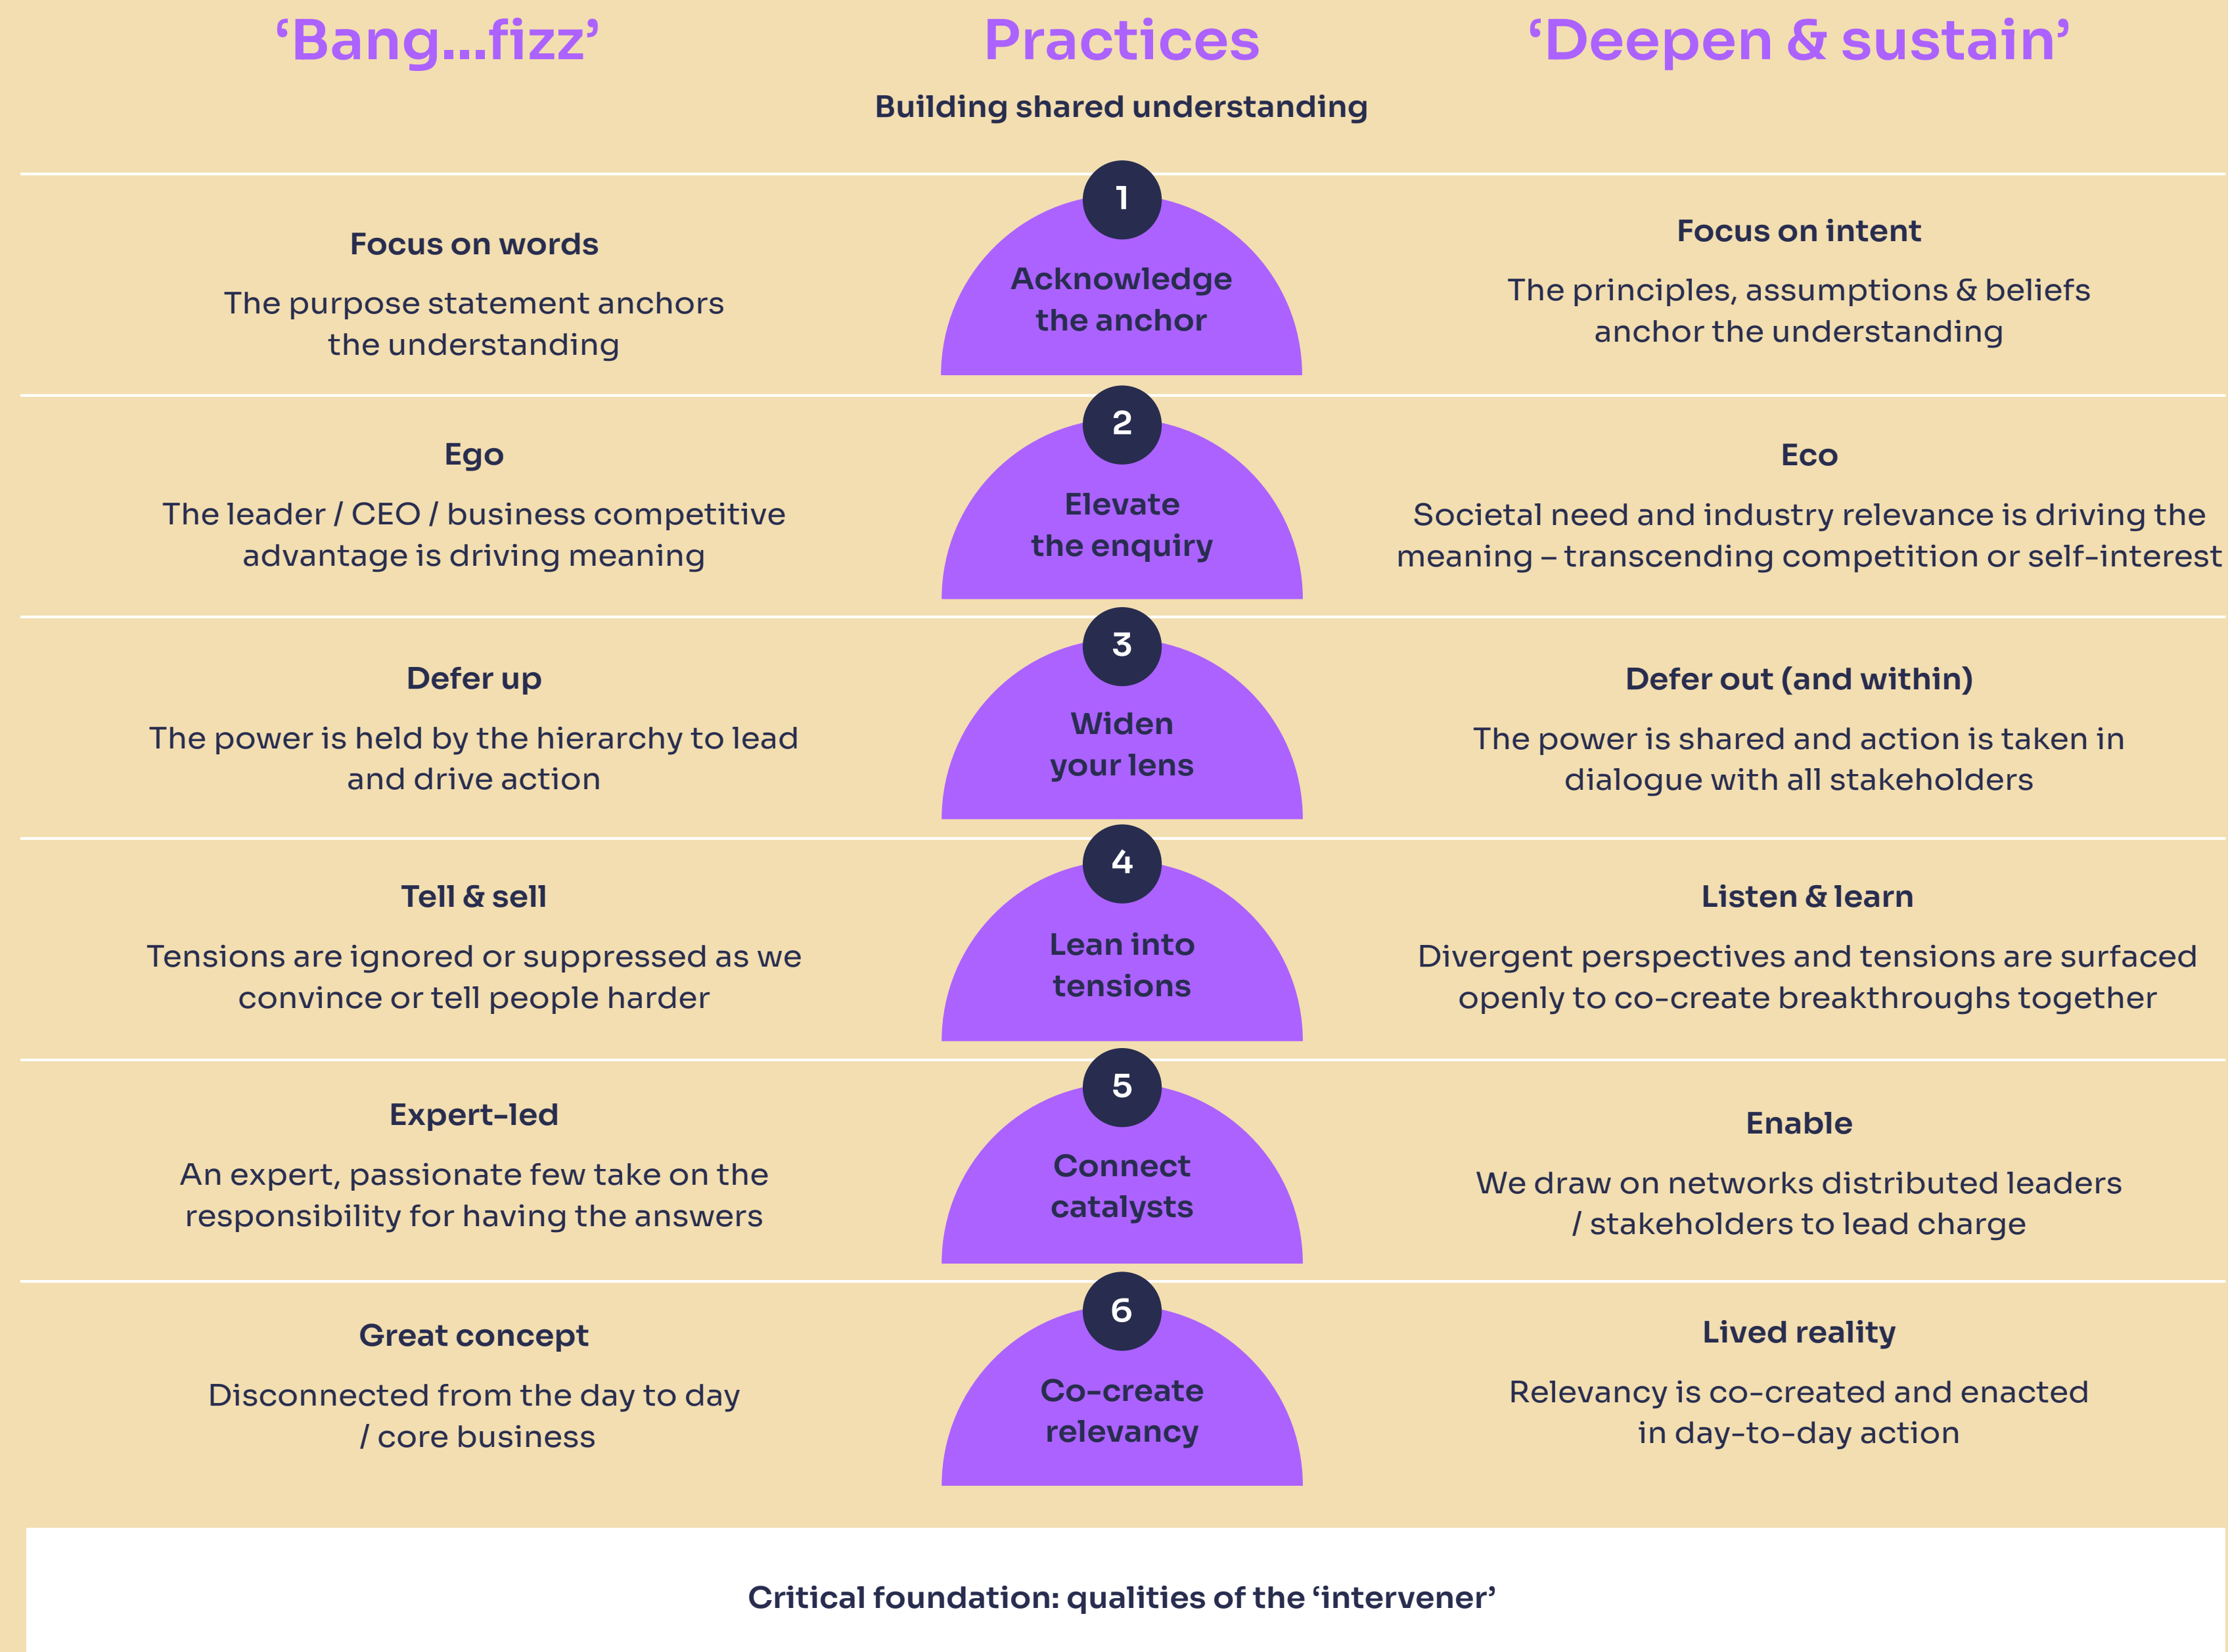 ‘Bang...fizz’
Practices
‘Deepen & sustain’
Building shared understanding
Focus on words
The purpose statement anchors
the understanding
1
Acknowledge
the anchor
Focus on intent
The principles, assumptions & beliefs
anchor the understanding
Ego
The leader / CEO / business competitive
advantage is driving meaning
2
Elevate
the enquiry
Eco
Societal need and industry relevance is driving the
meaning – transcending competition or self-interest
Defer up
The power is held by the hierarchy to lead
and drive action
3
Widen
your lens
Defer out (and within)
The power is shared and action is taken in
dialogue with all stakeholders
Tell & sell
Tensions are ignored or suppressed as we
convince or tell people harder
4
Lean into
tensions
Listen & learn
Divergent perspectives and tensions are surfaced
openly to co-create breakthroughs together
Expert-led
An expert, passionate few take on the
responsibility for having the answers
5
Connect
catalysts
Enable
We draw on networks distributed leaders
/ stakeholders to lead charge
Great concept
Disconnected from the day to day
/ core business
6
Co-create
relevancy
Lived reality
Relevancy is co-created and enacted
in day-to-day action
Critical foundation: qualities of the ‘intervener’